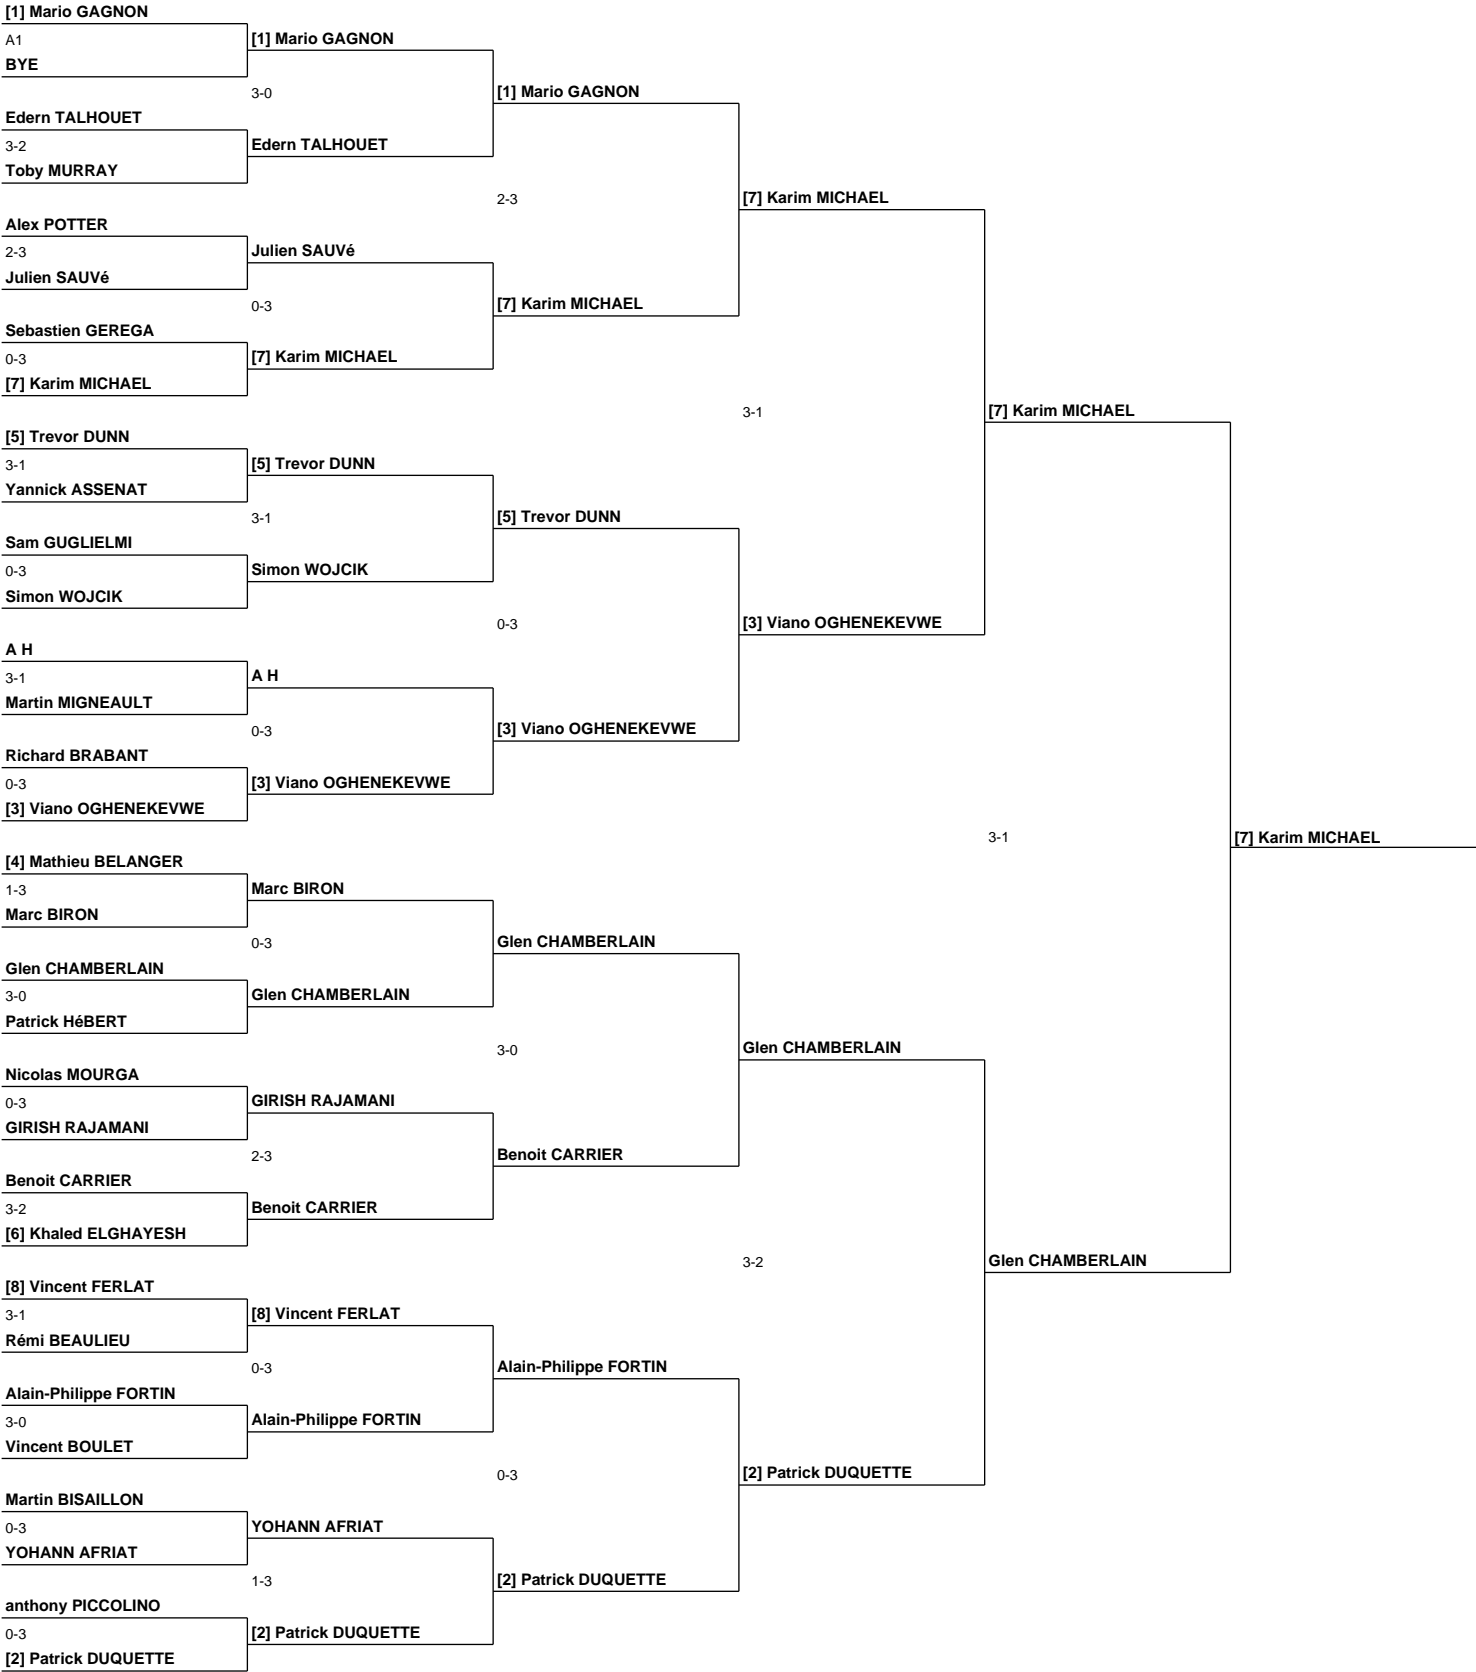 [1] Mario GAGNON
A1
BYE
[1] Mario GAGNON
3-0
Edern TALHOUET
3-2
Toby MURRAY
Edern TALHOUET
[1] Mario GAGNON
2-3
Alex POTTER
2-3
Julien SAUVé
Julien SAUVé
0-3
Sebastien GEREGA
0-3
[7] Karim MICHAEL
[7] Karim MICHAEL
[7] Karim MICHAEL
[7] Karim MICHAEL
3-1
[5] Trevor DUNN
3-1
Yannick ASSENAT
[5] Trevor DUNN
3-1
Sam GUGLIELMI
0-3
Simon WOJCIK
Simon WOJCIK
[5] Trevor DUNN
0-3
A H
3-1
Martin MIGNEAULT
A H
0-3
Richard BRABANT
0-3
[3] Viano OGHENEKEVWE
[3] Viano OGHENEKEVWE
[3] Viano OGHENEKEVWE
[3] Viano OGHENEKEVWE
[7] Karim MICHAEL
3-1
[7] Karim MICHAEL
[4] Mathieu BELANGER
1-3
Marc BIRON
Marc BIRON
0-3
Glen CHAMBERLAIN
3-0
Patrick HéBERT
Glen CHAMBERLAIN
Glen CHAMBERLAIN
3-0
Nicolas MOURGA
0-3
GIRISH RAJAMANI
GIRISH RAJAMANI
2-3
Benoit CARRIER
3-2
[6] Khaled ELGHAYESH
Benoit CARRIER
Benoit CARRIER
Glen CHAMBERLAIN
3-2
[8] Vincent FERLAT
3-1
Rémi BEAULIEU
[8] Vincent FERLAT
0-3
Alain-Philippe FORTIN
3-0
Vincent BOULET
Alain-Philippe FORTIN
Alain-Philippe FORTIN
0-3
Martin BISAILLON
0-3
YOHANN AFRIAT
YOHANN AFRIAT
1-3
anthony PICCOLINO
0-3
[2] Patrick DUQUETTE
[2] Patrick DUQUETTE
[2] Patrick DUQUETTE
[2] Patrick DUQUETTE
Glen CHAMBERLAIN